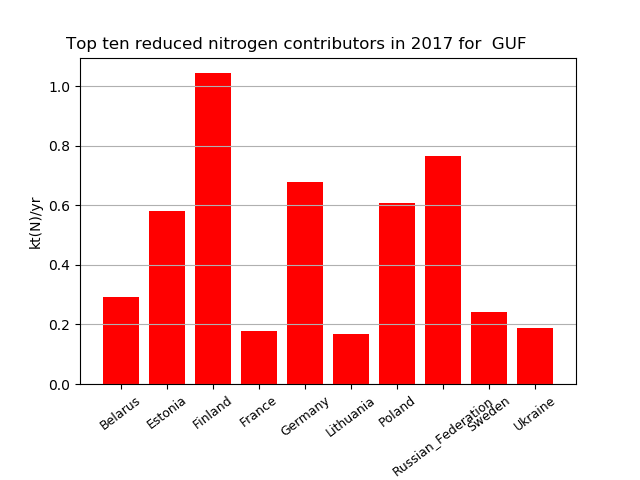 Top ten reduced nitrogen contributors in 2017 for  GUF
kt(N)/yr
1.0
0.8
0.6
0.4
0.2
0.0
Belarus
Estonia
Finland
France
Germany
Lithuania
Poland
Russian_Federation
Sweden
Ukraine